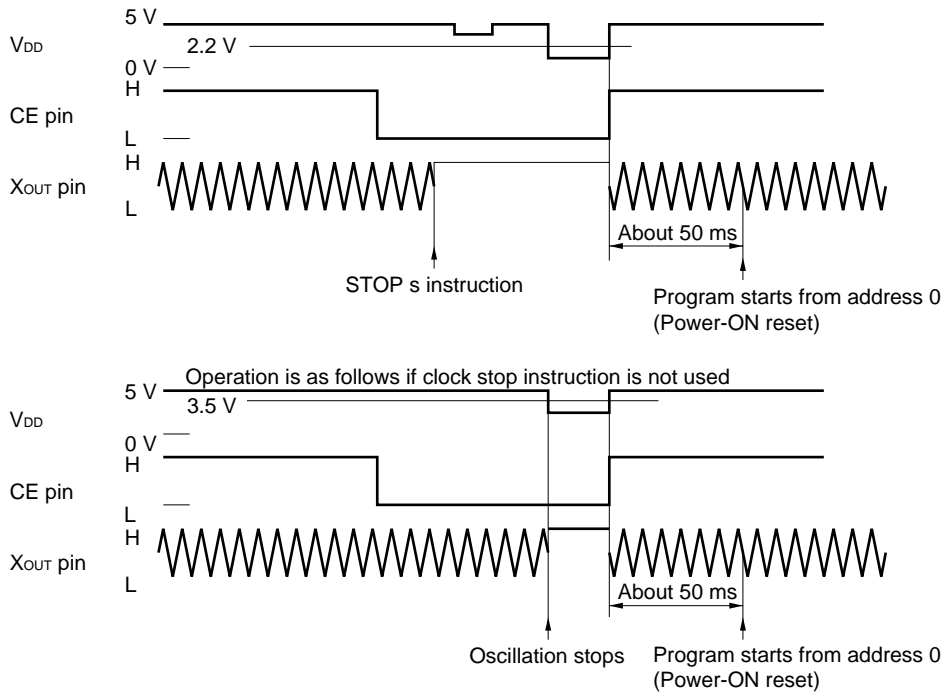 5 V
VDD
2.2 V
0 V
H
CE pin
L
H
XOUT pin
L
About 50 ms
STOP s instruction
Program starts from address 0
(Power-ON reset)
Operation is as follows if clock stop instruction is not used
5 V
3.5 V
VDD
0 V
H
CE pin
L
H
XOUT pin
L
About 50 ms
Oscillation stops
Program starts from address 0
(Power-ON reset)